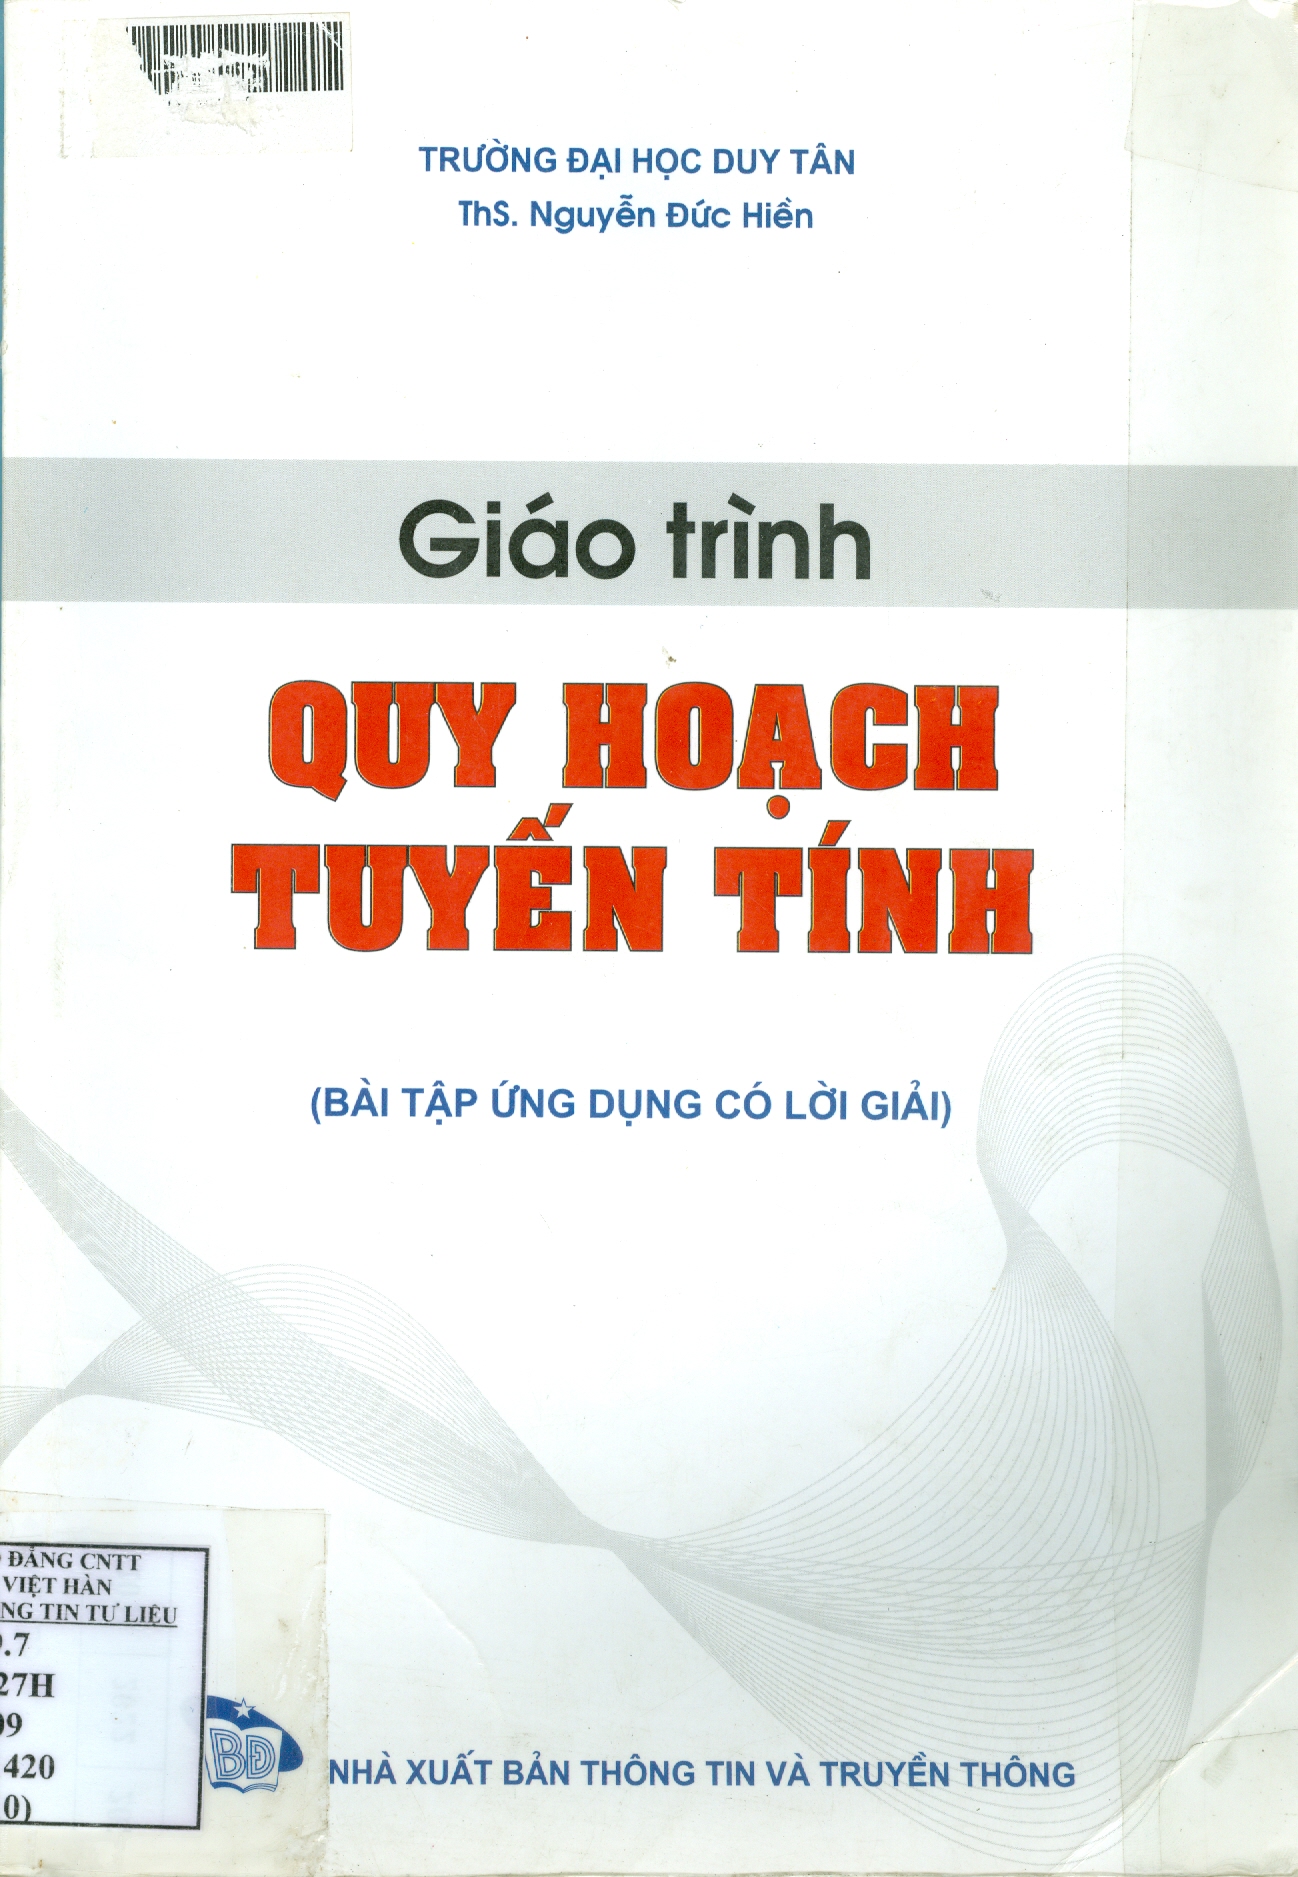 TRƯỜNG ĐẠI HỌC DUY TÂN
ThS. Nguyễn Đức Hiền
Giáo trình
QUY HOẠCH
TUYẾN TÍNH
(BÀI TẬP ỨNG DỤNG CÓ LỜI GIẢI)
ĐẲNG CNTT
VIỆT HÀN
NG TIN TƯ LIỆU
.7
27H
09
420
0)
BĐ
NHÀ XUẤT BẢN THÔNG TIN VÀ TRUYỀN THÔNG